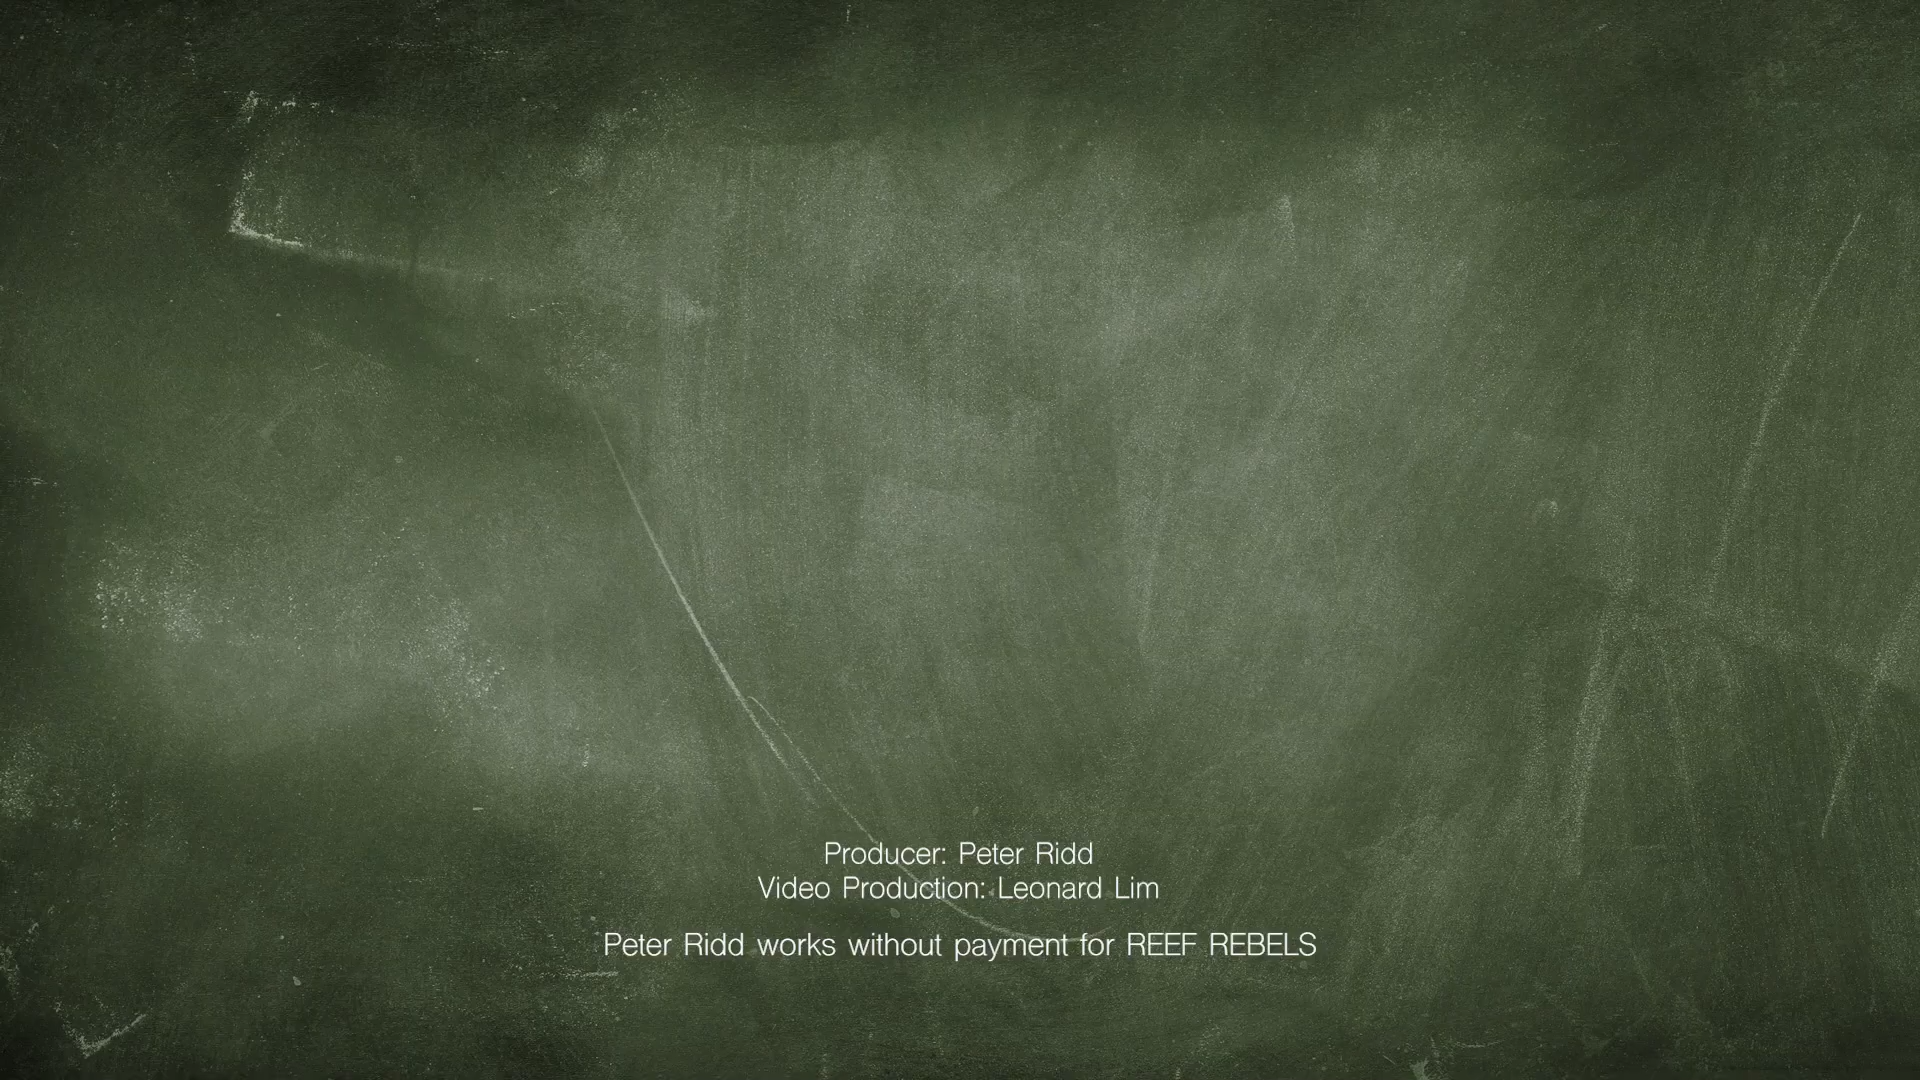 Producer: Peter Ridd
Video Production: Leonard Lim
Peter Ridd works without payment for REEF REBELS